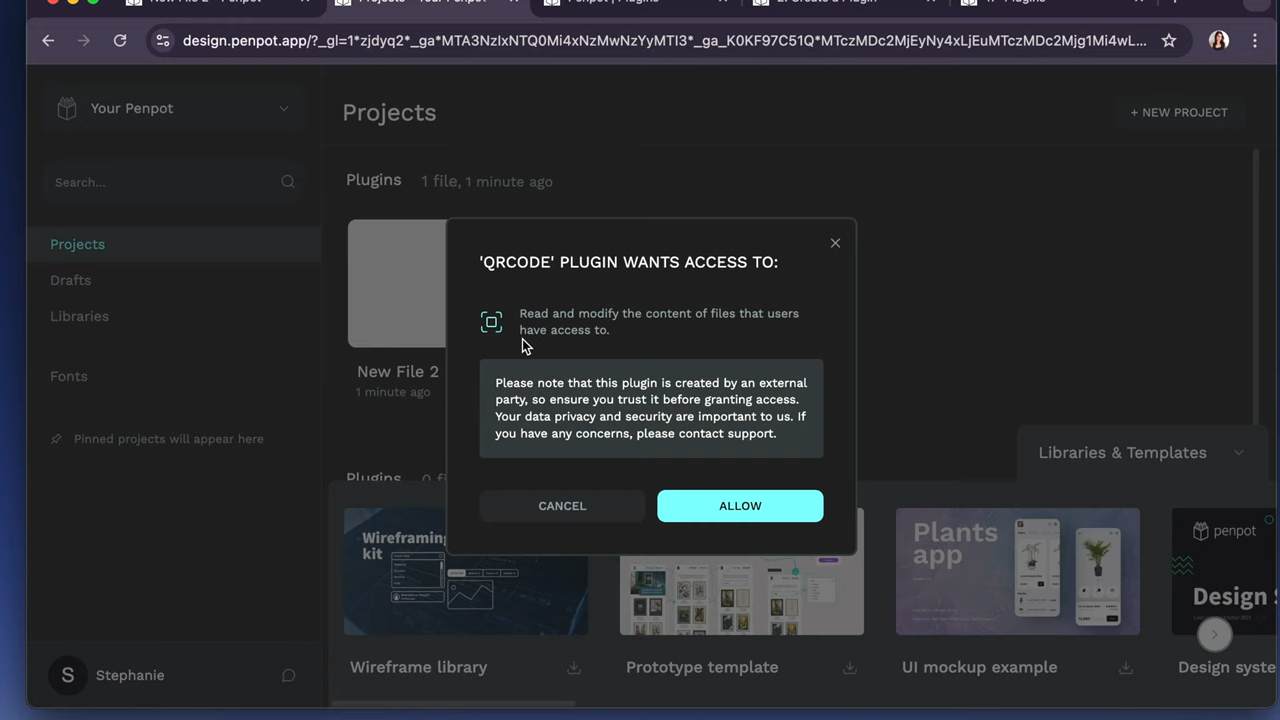 design.penpot.app/?_gl=1*zjdyq2*_ga*MTA3NzIxNTQ0Mi4xNzMwNzYyMTI3*_ga_K0KF97C51Q*MTczMDc2MjEyNy4xLjEuMTczMDc2Mjg1Mi4wL...
Your Penpot
Projects
+ NEW PROJECT
Search...
Plugins 1 file, 1 minute ago
Projects
Drafts
Libraries
Fonts
Pinned projects will appear here
New File 2
1 minute ago
'QRCODE' PLUGIN WANTS ACCESS TO:
Read and modify the content of files that users
have access to.
Please note that this plugin is created by an external
party, so ensure you trust it before granting access.
Your data privacy and security are important to us. If
you have any concerns, please contact support.
CANCEL
ALLOW
Libraries & Templates
Plugins
Wireframing
kit
Plants
app
penpot
Design S
Wireframe library
Prototype template
UI mockup example
Design syste
S
Stephanie